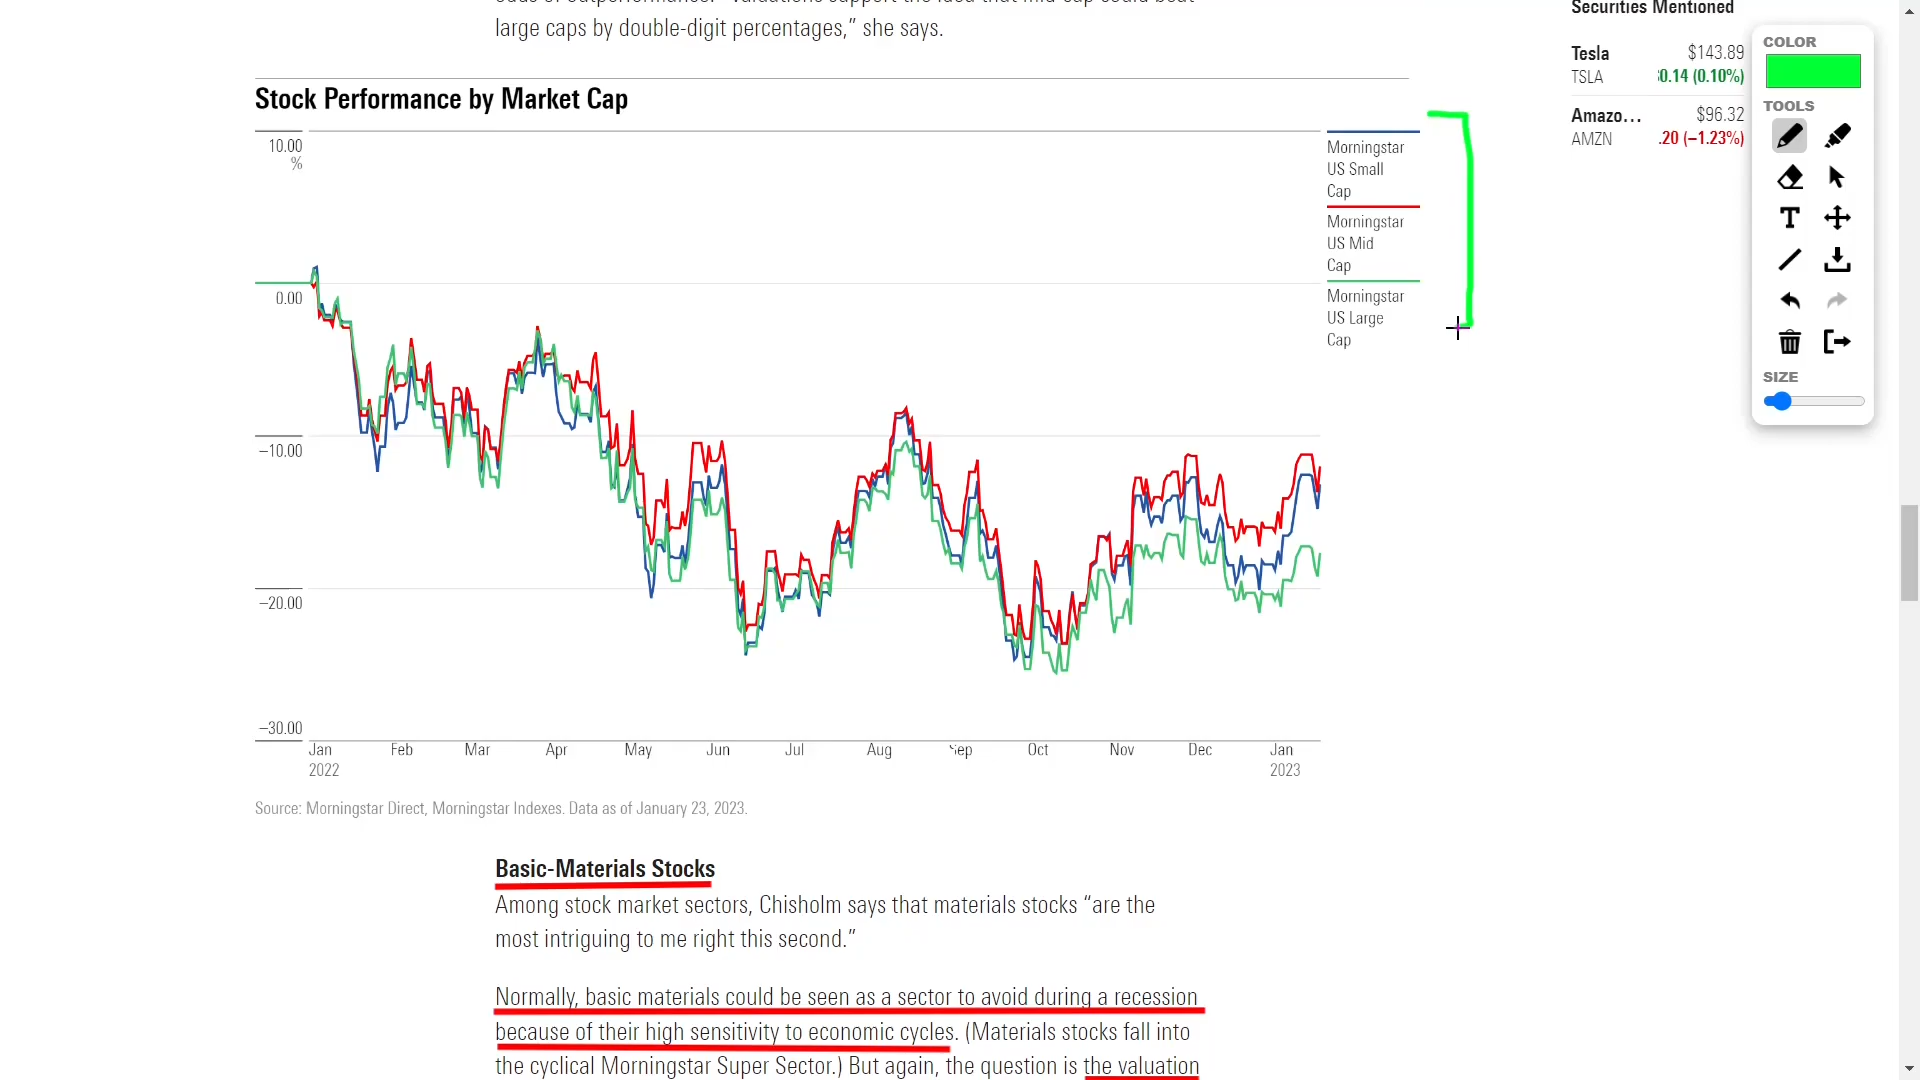 large caps by double-digit percentages,” she says.
Securities Mentioned
Tesla $143.89
TSLA 0.14 (0.10%)
Amazo... $96.32
AMZN .20 (−1.23%)
COLOR
TOOLS
SIZE
Stock Performance by Market Cap
10.00
%
0.00
−10.00
−20.00
−30.00
Morningstar
US Small
Cap
Morningstar
US Mid
Cap
Morningstar
US Large
Cap
Jan Feb Mar Apr May Jun Jul Aug Sep Oct Nov Dec Jan
2022 2023
Source: Morningstar Direct, Morningstar Indexes. Data as of January 23, 2023.
Basic-Materials Stocks
Among stock market sectors, Chisholm says that materials stocks “are the
most intriguing to me right this second.”
Normally, basic materials could be seen as a sector to avoid during a recession
because of their high sensitivity to economic cycles. (Materials stocks fall into
the cyclical Morningstar Super Sector.) But again, the question is the valuation